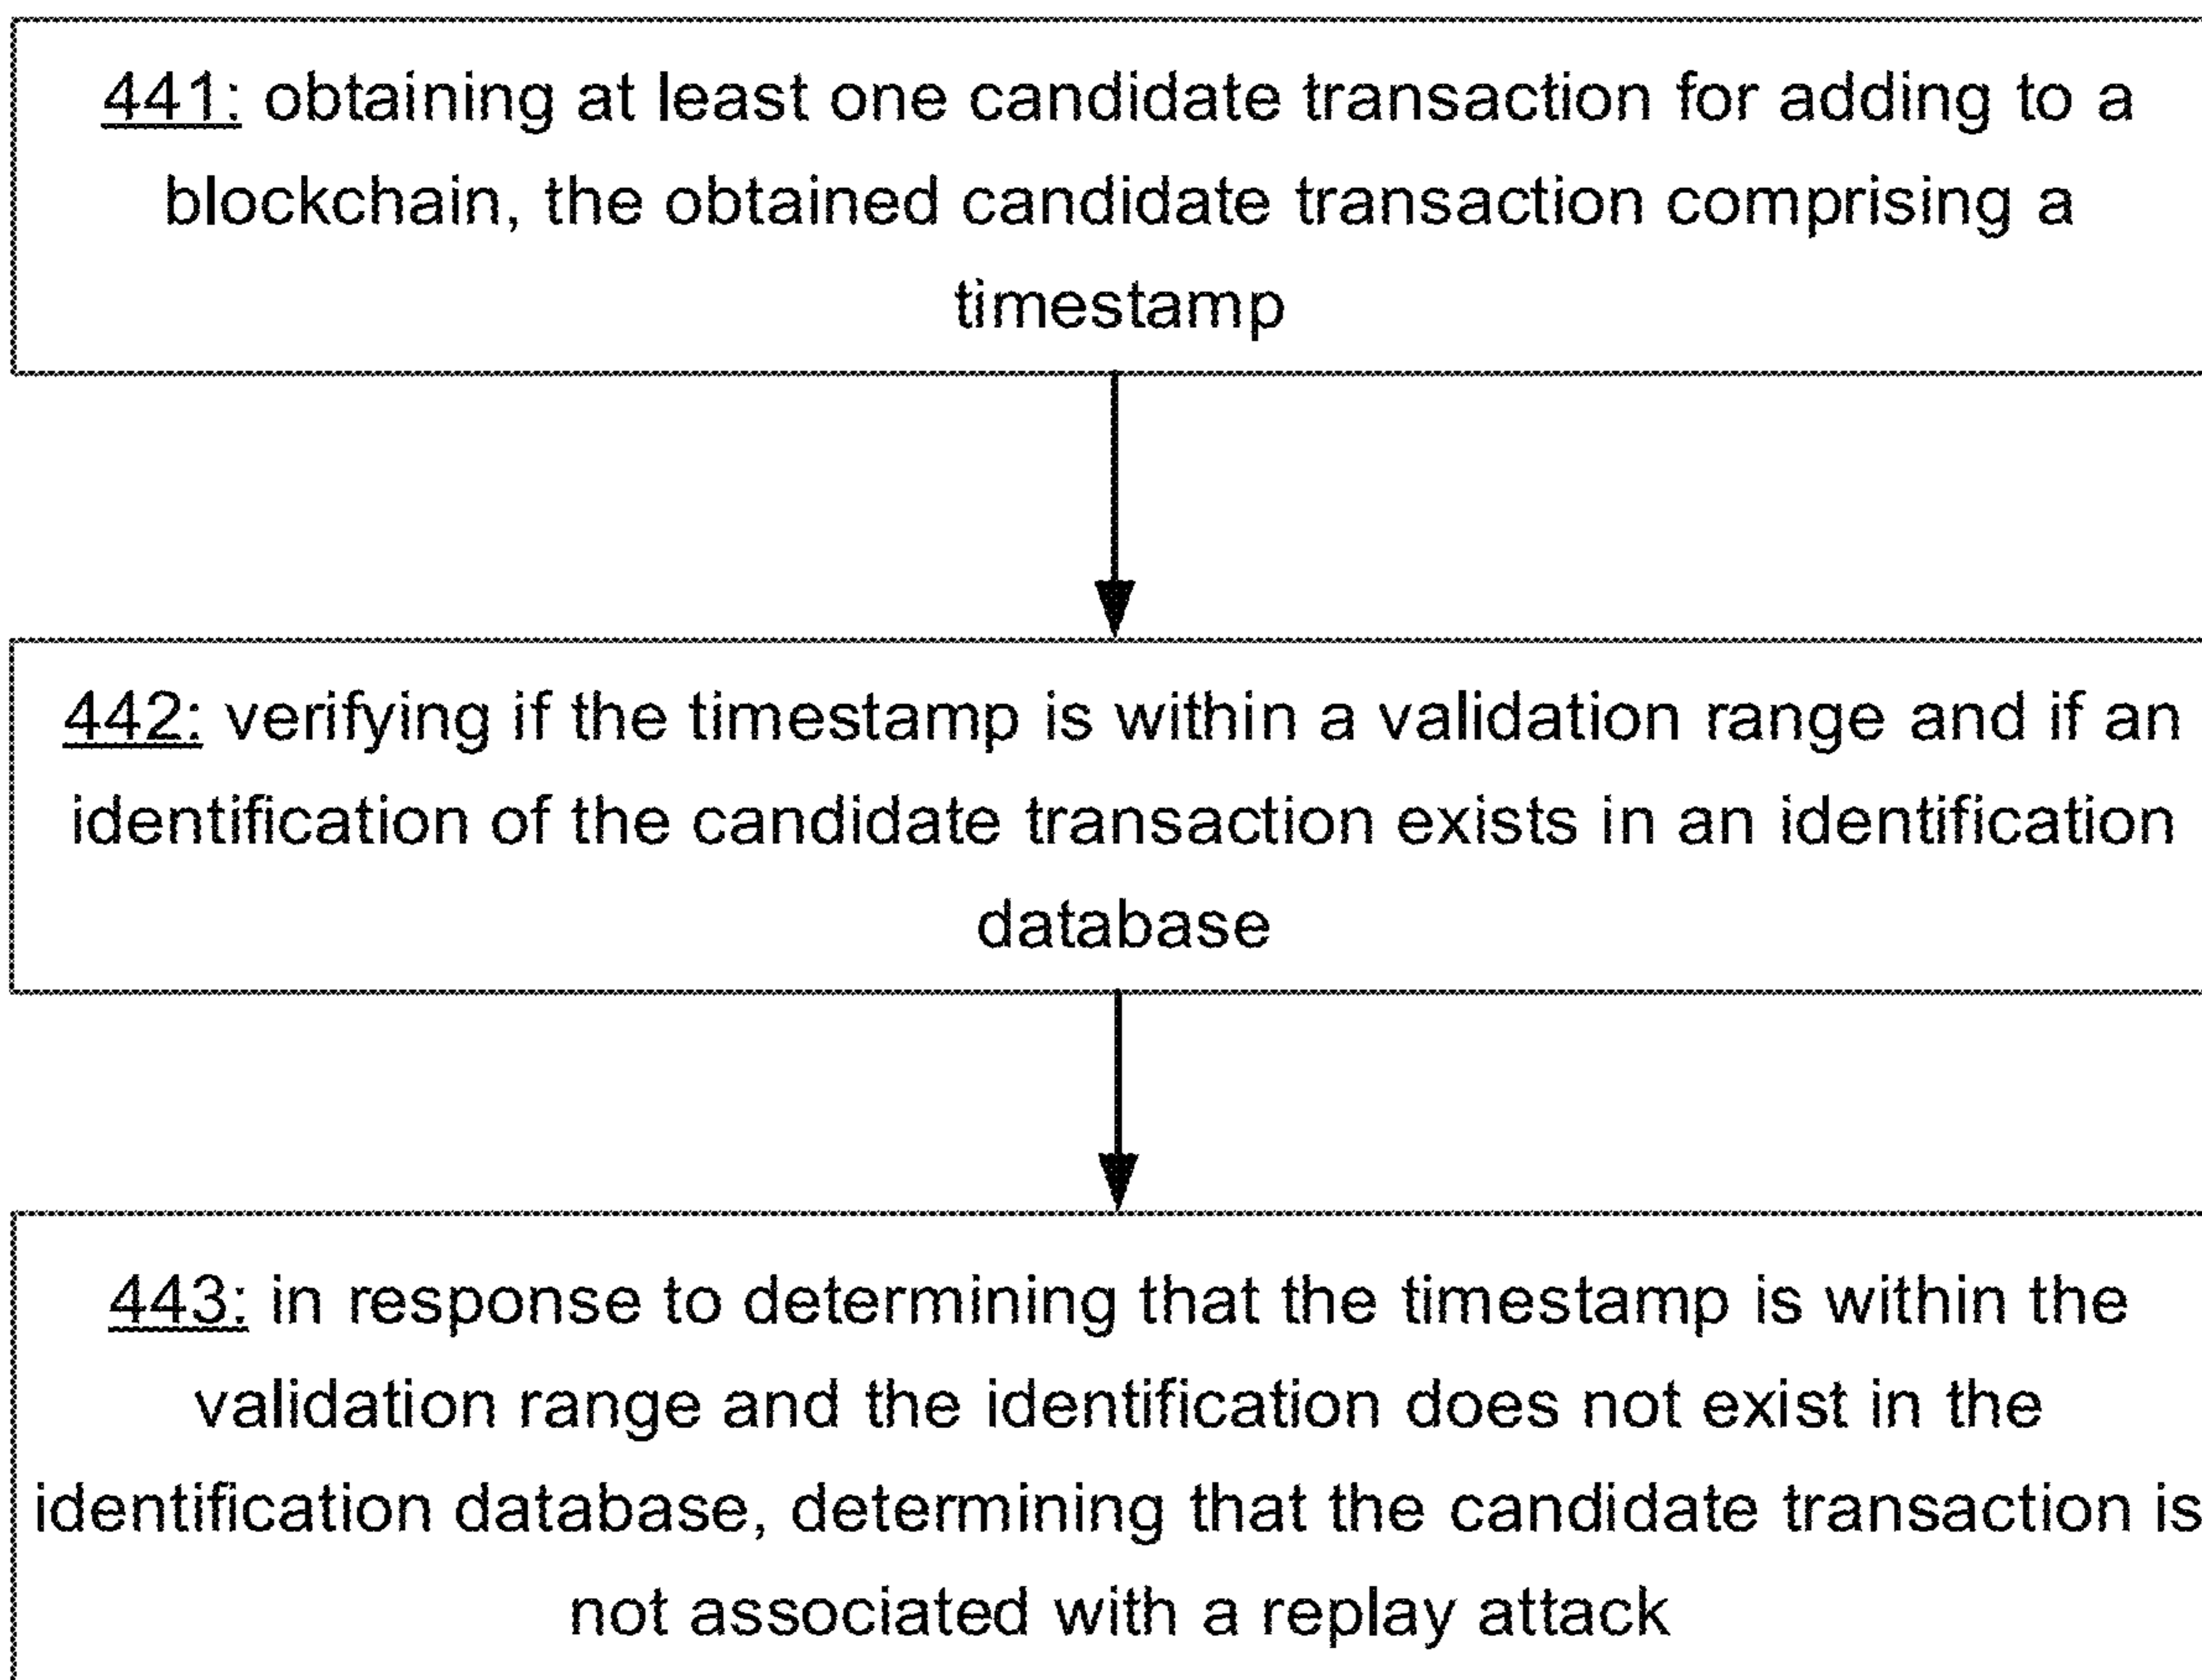 441: obtaining at least one candidate transaction for adding to a
blockchain, the obtained candidate transaction comprising a
timestamp
442: verifying if the timestamp is within a validation range and if an
identification of the candidate transaction exists in an identification
database
443: in response to determining that the timestamp is within the
validation range and the identification does not exist in the
identification database, determining that the candidate transaction is
not associated with a replay attack